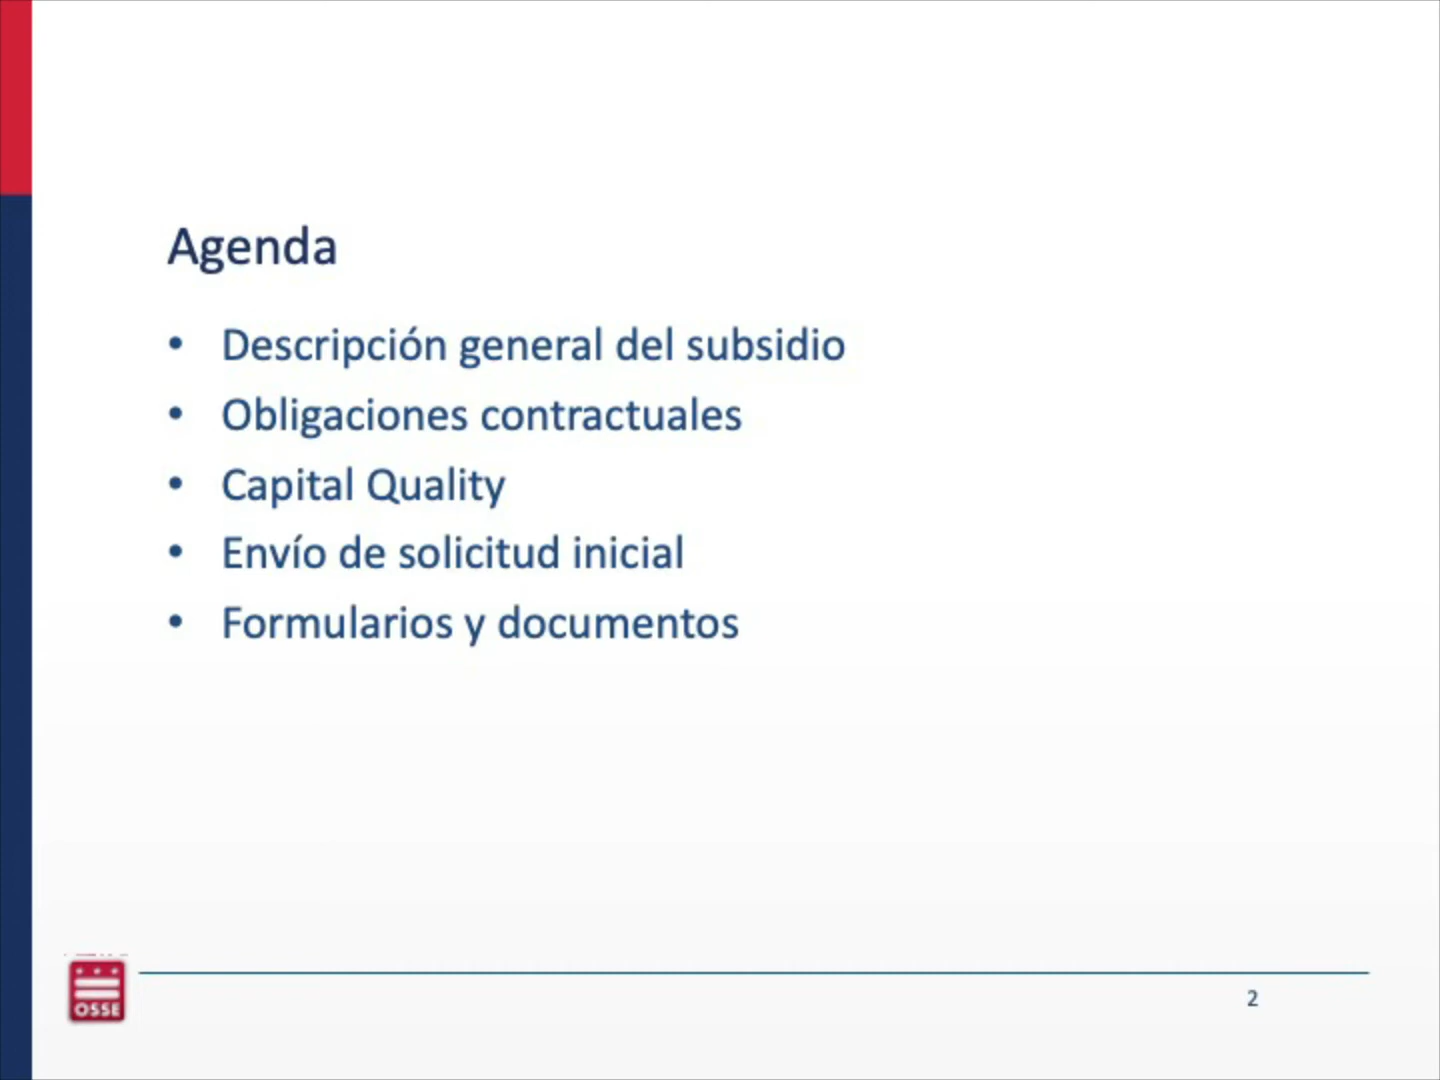 Agenda
• Descripción general del subsidio
• Obligaciones contractuales
• Capital Quality
• Envío de solicitud inicial
• Formularios y documentos
OSSE
2